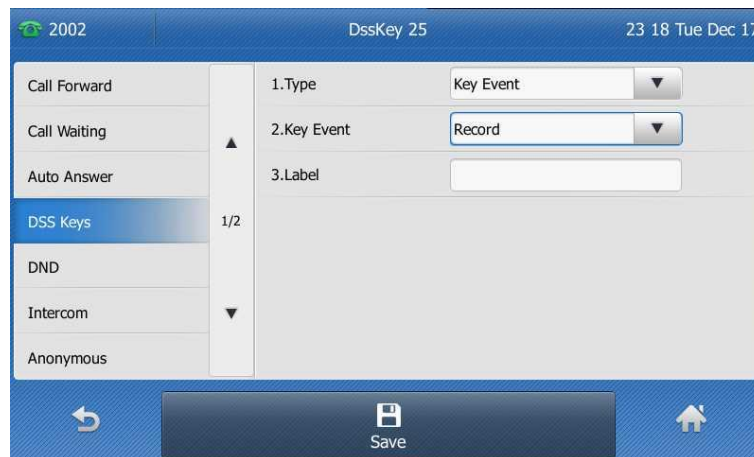 2002 DssKey 25 23 18 Tue Dec 17
Call Forward
Call Waiting
Auto Answer
DSS Keys
DND
Intercom
Anonymous
1/2
1.Type Key Event
2.Key Event Record
3.Label
Save